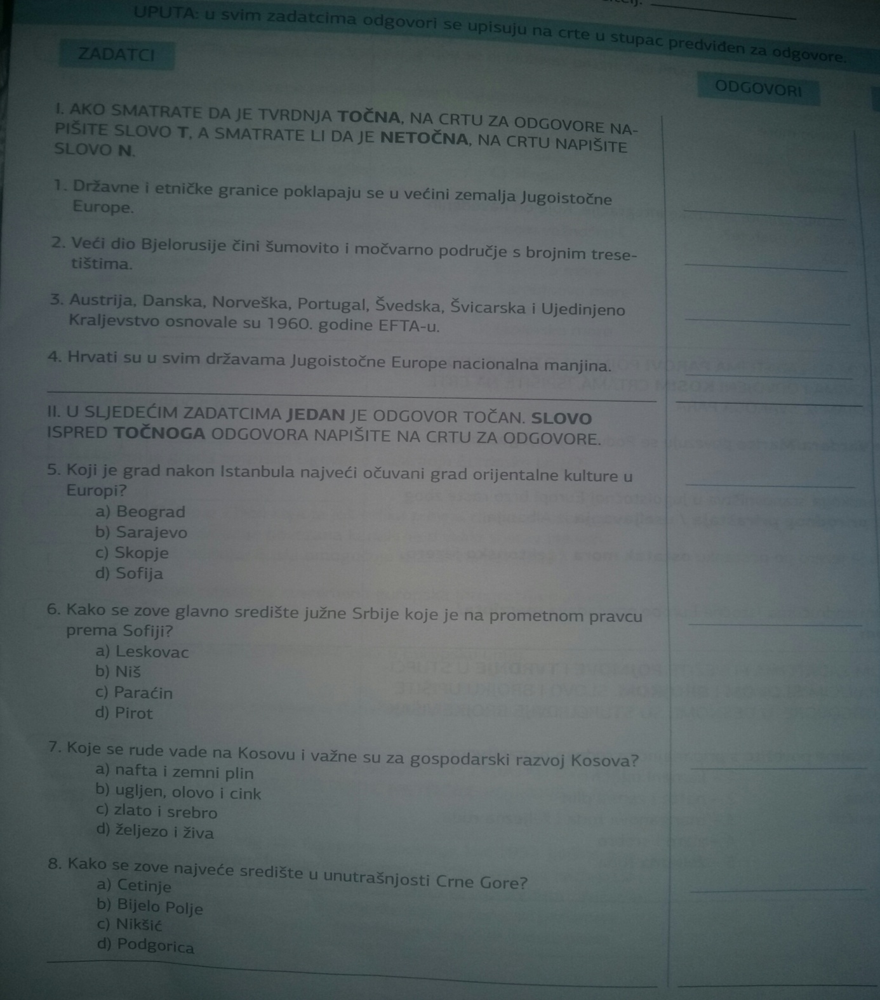 UPUTA: u svim zadatcima odgovori se upisuju na crte u stupac predviđen za odgovore.
ZADATCI
ODGOVORI
I. AKO SMATRATE DA JE TVRDNJA TOČNA, NA CRTU ZA ODGOVORE NA-
PIŠITE SLOVO T, A SMATRATE LI DA JE NETOČNA, NA CRTU NAPIŠITE
SLOVO N.
1. Državne i etničke granice poklapaju se u većini zemalja Jugoistočne
Europe.
2. Veći dio Bjelorusije čini šumovito i močvarno područje s brojnim trese-
tištima.
3. Austrija, Danska, Norveška, Portugal, Švedska, Švicarska i Ujedinjeno
Kraljevstvo osnovale su 1960. godine EFTA-u.
4. Hrvati su u svim državama Jugoistočne Europe nacionalna manjina.
II. U SLJEDEĆIM ZADATCIMA JEDAN JE ODGOVOR TOČAN. SLOVO
ISPRED TOČNOGA ODGOVORA NAPIŠITE NA CRTU ZA ODGOVORE.
5. Koji je grad nakon Istanbula najveći očuvani grad orijentalne kulture u
Europi?
a) Beograd
b) Sarajevo
c) Skopje
d) Sofija
6. Kako se zove glavno središte južne Srbije koje je na prometnom pravcu
prema Sofiji?
a) Leskovac
b) Niš
c) Paraćin
d) Pirot
7. Koje se rude vade na Kosovu i važne su za gospodarski razvoj Kosova?
a) nafta i zemni plin
b) ugljen, olovo i cink
c) zlato i srebro
d) željezo i živa
8. Kako se zove najveće središte u unutrašnjosti Crne Gore?
a) Cetinje
b) Bijelo Polje
c) Nikšić
d) Podgorica